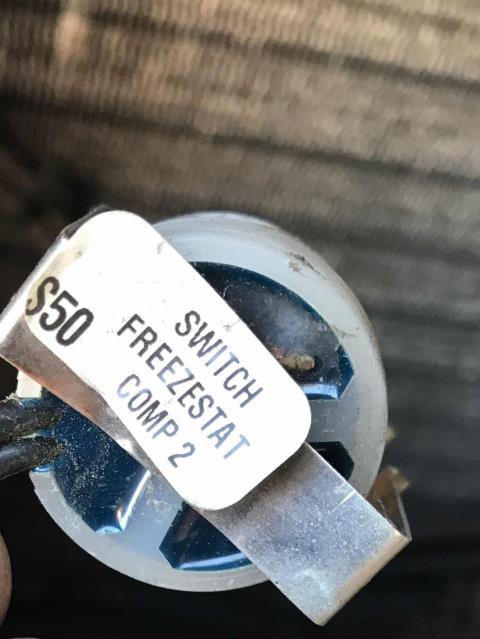 S50
SWITCH
FREEZESTAT
COMP 2